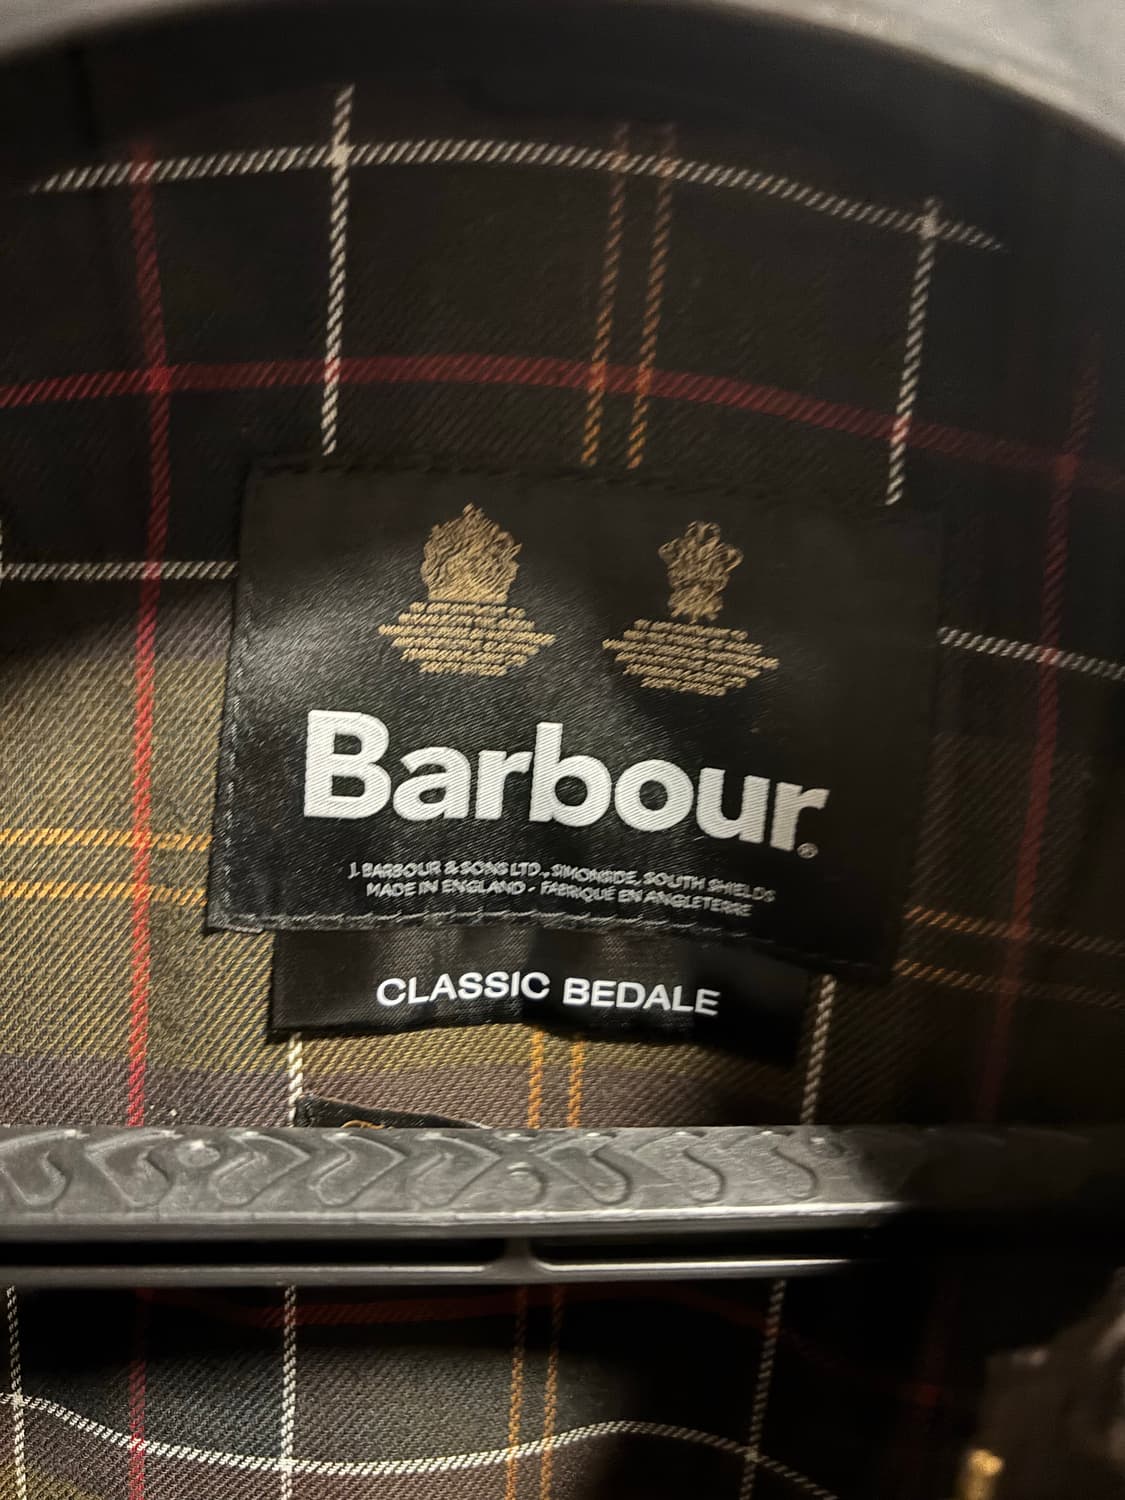 Barbour®
J. BARBOUR & SONS LTD., SIMONSIDE, SOUTH SHIELDS
MADE IN ENGLAND - FABRIQUÉ EN ANGLETERRE
CLASSIC BEDALE